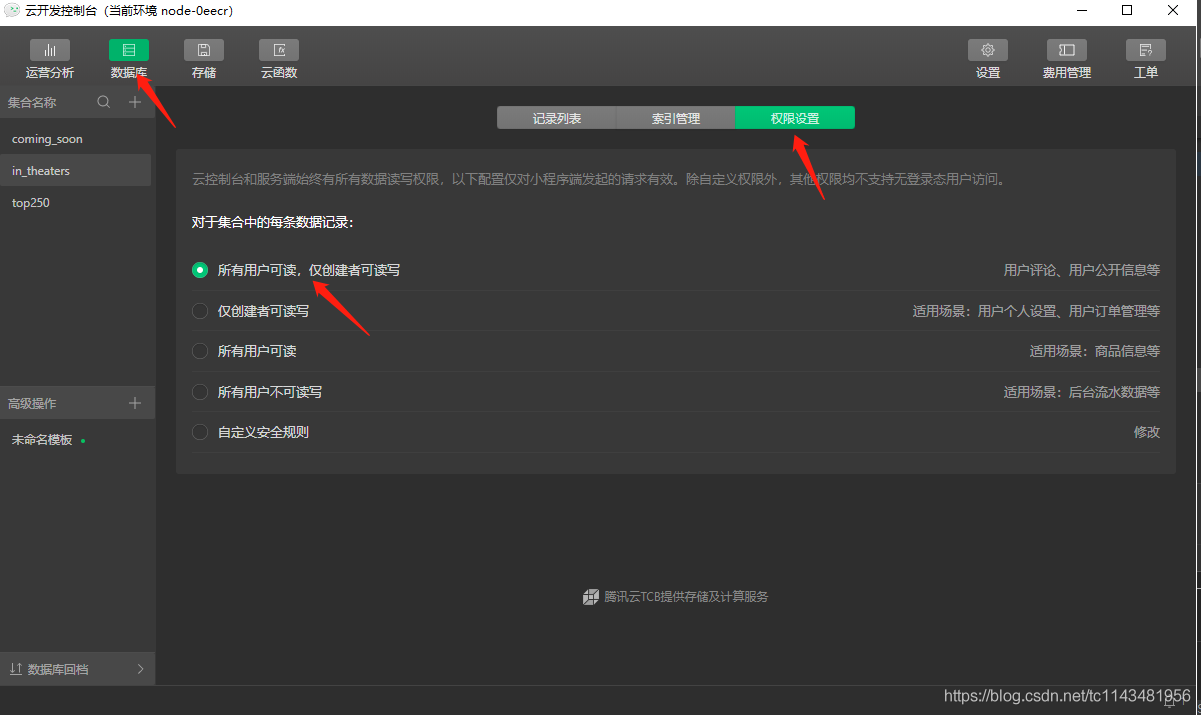 云开发控制台（当前环境 node-0eecr）
运营分析
数据库
存储
云函数
设置
费用管理
工单
集合名称
coming_soon
in_theaters
top250
高级操作
未命名模板
数据库回档
记录列表
索引管理
权限设置
云控制台和服务端始终有所有数据读写权限，以下配置仅对小程序端发起的请求有效。除自定义权限外，其他权限均不支持无登录态用户访问。
对于集合中的每条数据记录：
所有用户可读，仅创建者可读写
用户评论、用户公开信息等
仅创建者可读写
适用场景：用户个人设置、用户订单管理等
所有用户可读
适用场景：商品信息等
所有用户不可读写
适用场景：后台流水数据等
自定义安全规则
修改
腾讯云TCB提供存储及计算服务
https://blog.csdn.net/tc1143481956